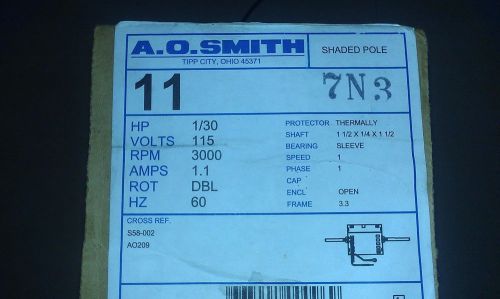 A.O.SMITH
TIPP CITY, OHIO 45371
SHADED POLE
11
7N3
HP 1/30
VOLTS 115
RPM 3000
AMPS 1.1
ROT DBL
HZ 60
PROTECTOR THERMALLY
SHAFT 1 1/2 X 1/4 X 1 1/2
BEARING SLEEVE
SPEED 1
PHASE 1
CAP
ENCL OPEN
FRAME 3.3
CROSS REF.
S58-002
AO209